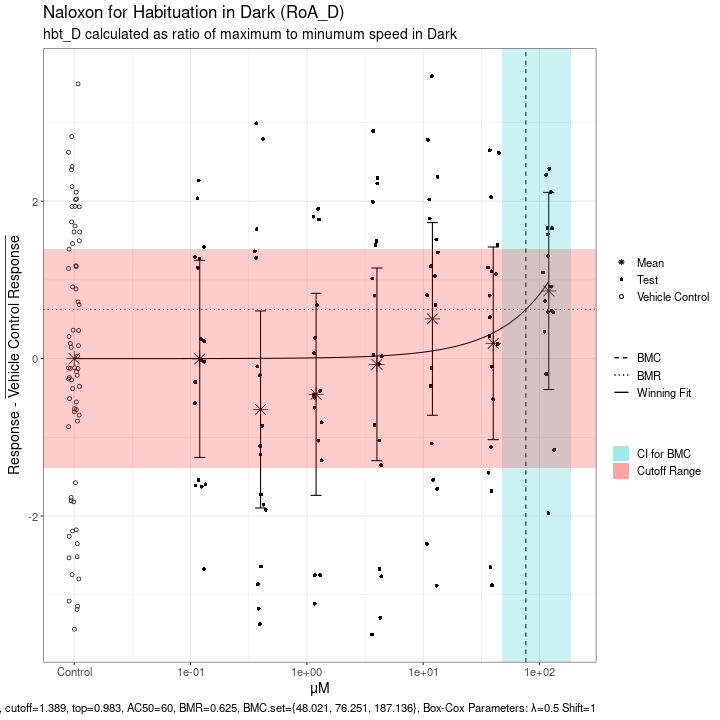 Naloxon for Habituation in Dark (RoA_D)
hbt_D calculated as ratio of maximum to minumum speed in Dark
Response - Vehicle Control Response
2
0
-2
Control
1e-01
1e+00
1e+01
1e+02
μM
Mean
Test
Vehicle Control
BMC
BMR
Winning Fit
CI for BMC
Cutoff Range
, cutoff=1.389, top=0.983, AC50=60, BMR=0.625, BMC.set={48.021, 76.251, 187.136}, Box-Cox Parameters: λ=0.5 Shift=1